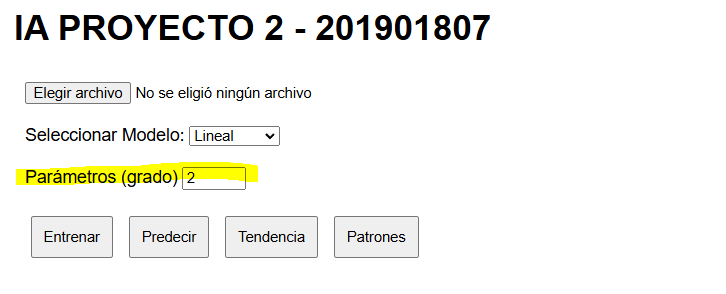 IA PROYECTO 2 - 201901807
Elegir archivo No se eligió ningún archivo
Seleccionar Modelo: Lineal
Parámetros (grado) 2
Entrenar Predecir Tendencia Patrones